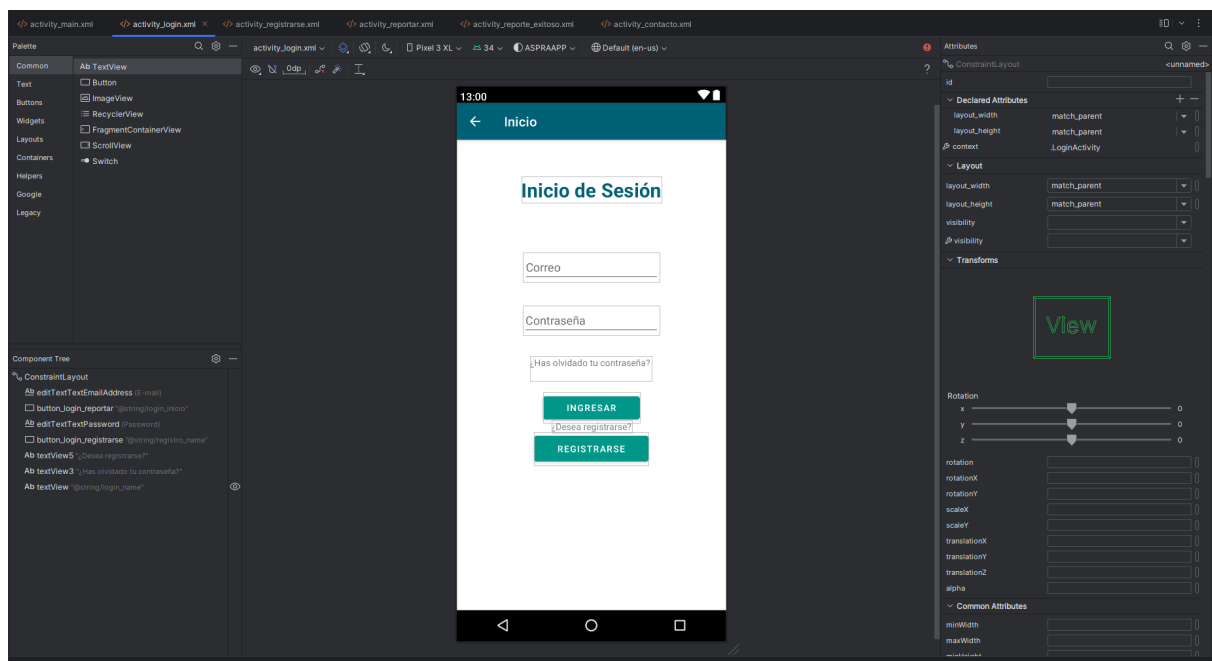 activity_main.xml activity_login.xml activity_registrarse.xml activity_reportar.xml activity_reporte_exitoso.xml activity_contacto.xml
Palette
Common
Text
Buttons
Widgets
Layouts
Containers
Helpers
Google
Legacy
Ab TextView
Button
ImageView
RecyclerView
FragmentContainerView
ScrollView
Switch
Component Tree
ConstraintLayout
Ab editTextTextEmailAddress (E-mail)
button_login_reportar "@string/login_inicio"
Ab editTextTextPassword (Password)
button_login_registrarse "@string/registro_name"
Ab textView5 "¿Desea registrarse?"
Ab textView3 "¿Has olvidado tu contraseña?"
Ab textView "@string/login_name"
activity_login.xml Pixel 3 XL 34 ASPRAAPP Default (en-us)
0dp ?
13:00
Inicio
Inicio de Sesión
Correo
Contraseña
¿Has olvidado tu contraseña?
INGRESAR
¿Desea registrarse?
REGISTRARSE
Attributes
ConstraintLayout <unnamed>
id
Declared Attributes
layout_width match_parent
layout_height match_parent
context .LoginActivity
Layout
layout_width match_parent
layout_height match_parent
visibility
visibility
Transforms
View
Rotation
x 0
y 0
z 0
rotation
rotationX
rotationY
scaleX
scaleY
translationX
translationY
translationZ
alpha
Common Attributes
minWidth
maxWidth
minHeight